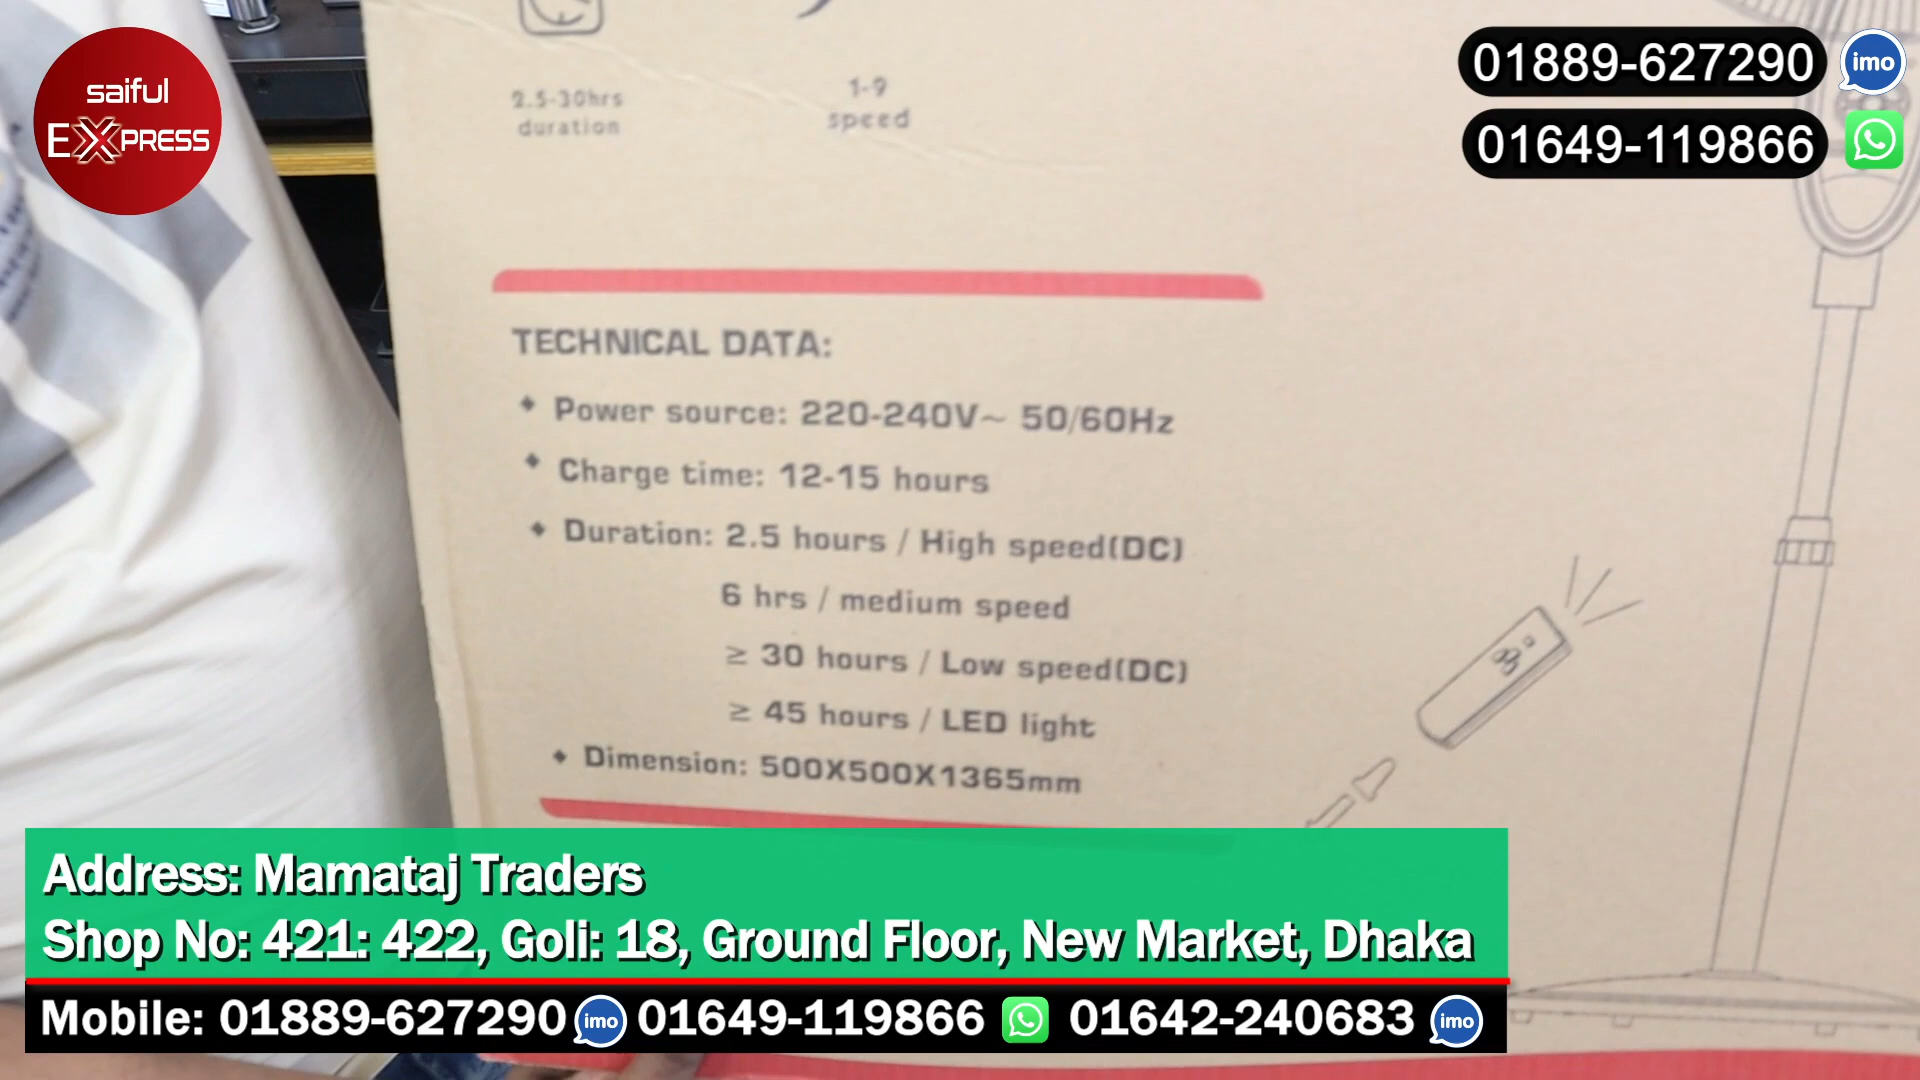 saiful
EXPRESS
01889-627290
imo
01649-119866
2.5-30hrs
duration
1-9
speed
TECHNICAL DATA:
Power source: 220-240V~ 50/60Hz
Charge time: 12-15 hours
Duration: 2.5 hours / High speed(DC)
6 hrs / medium speed
≥ 30 hours / Low speed(DC)
≥ 45 hours / LED light
Dimension: 500X500X1365mm
Address: Mamataj Traders
Shop No: 421: 422, Goli: 18, Ground Floor, New Market, Dhaka
Mobile: 01889-627290 imo 01649-119866 01642-240683 imo